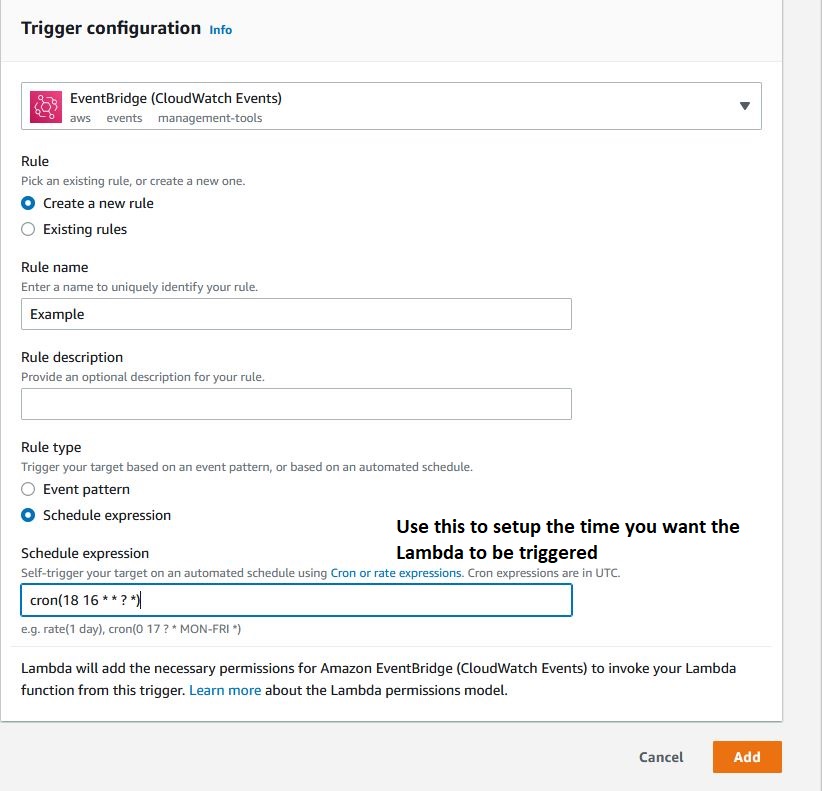 Trigger configuration Info
EventBridge (CloudWatch Events)
aws events management-tools
Rule
Pick an existing rule, or create a new one.
Create a new rule
Existing rules
Rule name
Enter a name to uniquely identify your rule.
Example
Rule description
Provide an optional description for your rule.
Rule type
Trigger your target based on an event pattern, or based on an automated schedule.
Event pattern
Schedule expression
Use this to setup the time you want the
Lambda to be triggered
Schedule expression
Self-trigger your target on an automated schedule using Cron or rate expressions. Cron expressions are in UTC.
cron(18 16 * * ? *)
e.g. rate(1 day), cron(0 17 ? * MON-FRI *)
Lambda will add the necessary permissions for Amazon EventBridge (CloudWatch Events) to invoke your Lambda
function from this trigger. Learn more about the Lambda permissions model.
Cancel Add